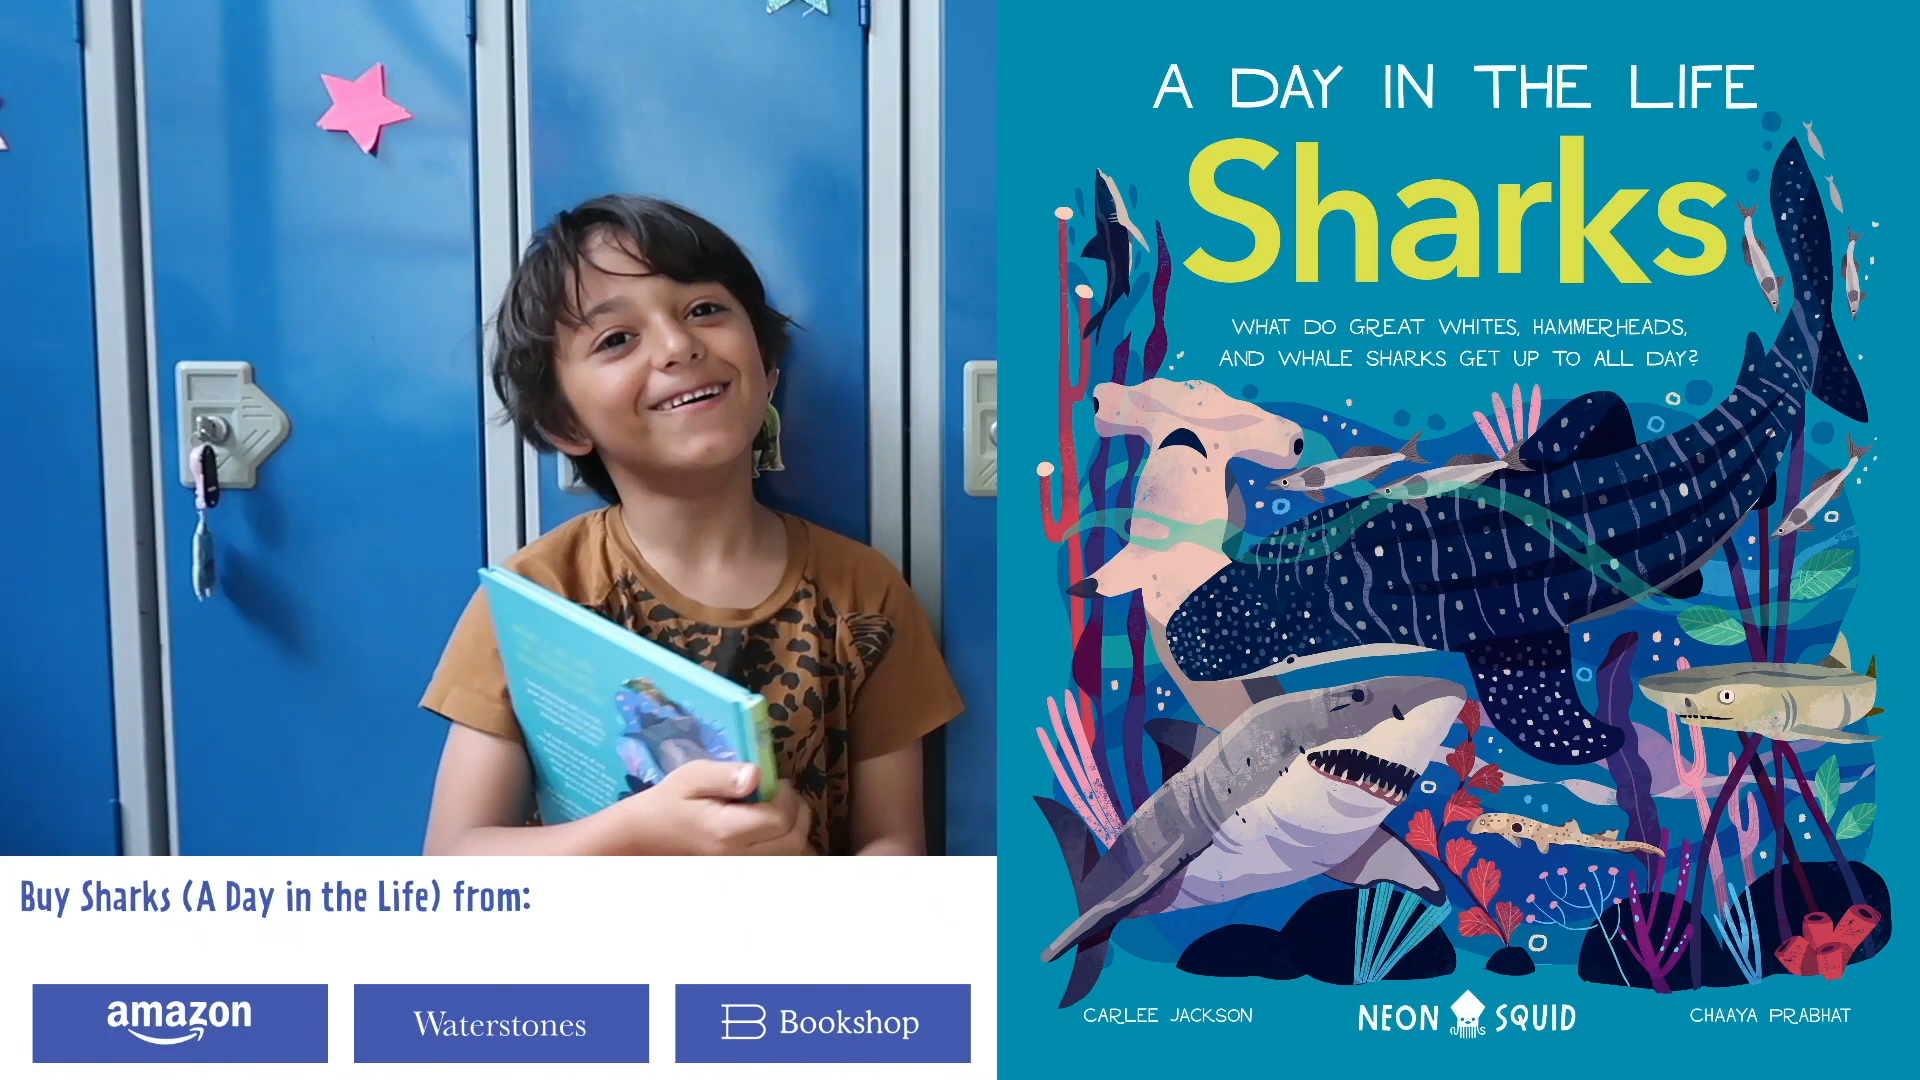 Buy Sharks (A Day in the Life) from:
amazon
Waterstones
Bookshop
A DAY IN THE LIFE
Sharks
WHAT DO GREAT WHITES, HAMMERHEADS,
AND WHALE SHARKS GET UP TO ALL DAY?
CARLEE JACKSON
NEON SQUID
CHAAYA PRABHAT